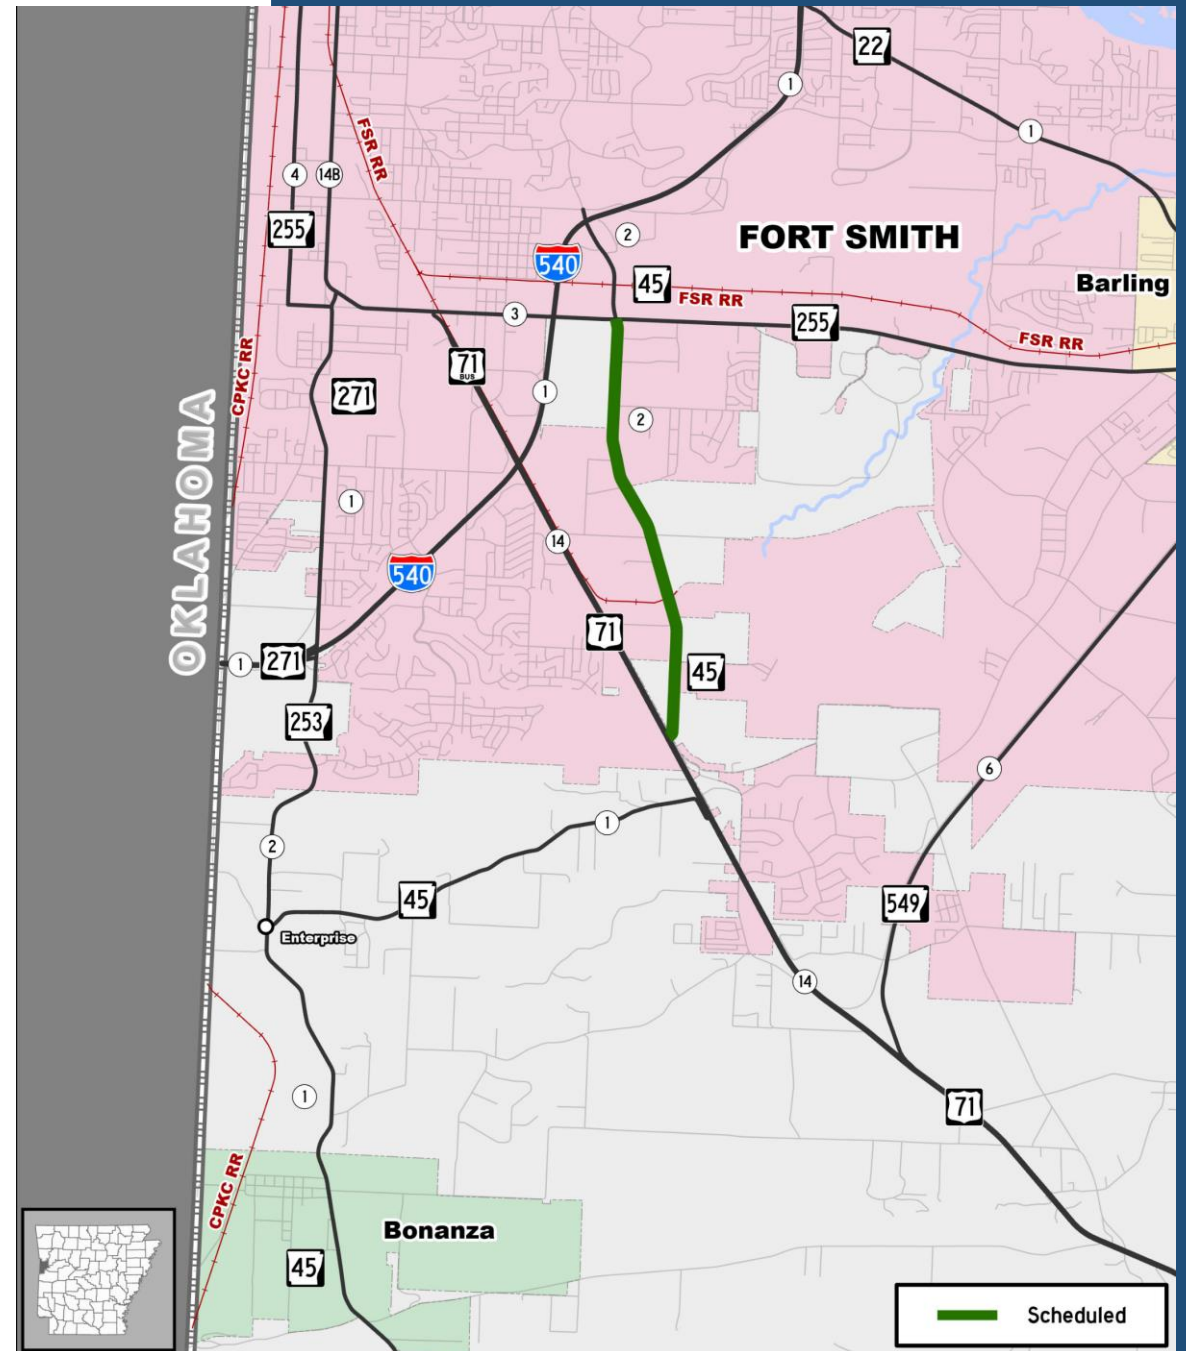 22
1
1
FSR RR
4
14B
255
2
FORT SMITH
540
45
Barling
FSR RR
3
255
FSR RR
CPKC RR
71
BUS
271
1
2
OKLAHOMA
1
14
540
71
1
271
45
253
6
1
2
45
549
Enterprise
14
1
71
CPKC RR
Bonanza
45
Scheduled